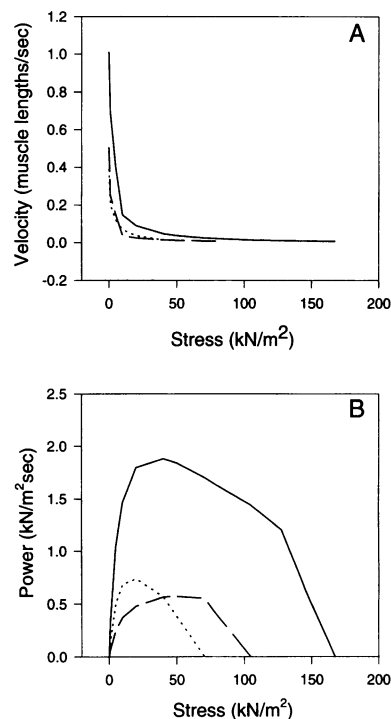 A
1.2
1.0
0.8
0.6
0.4
0.2
0.0
-0.2
Velocity (muscle lengths/sec)
0 50 100 150 200
Stress (kN/m2)
B
2.5
2.0
1.5
1.0
0.5
0.0
Power (kN/m2sec)
0 50 100 150 200
Stress (kN/m2)